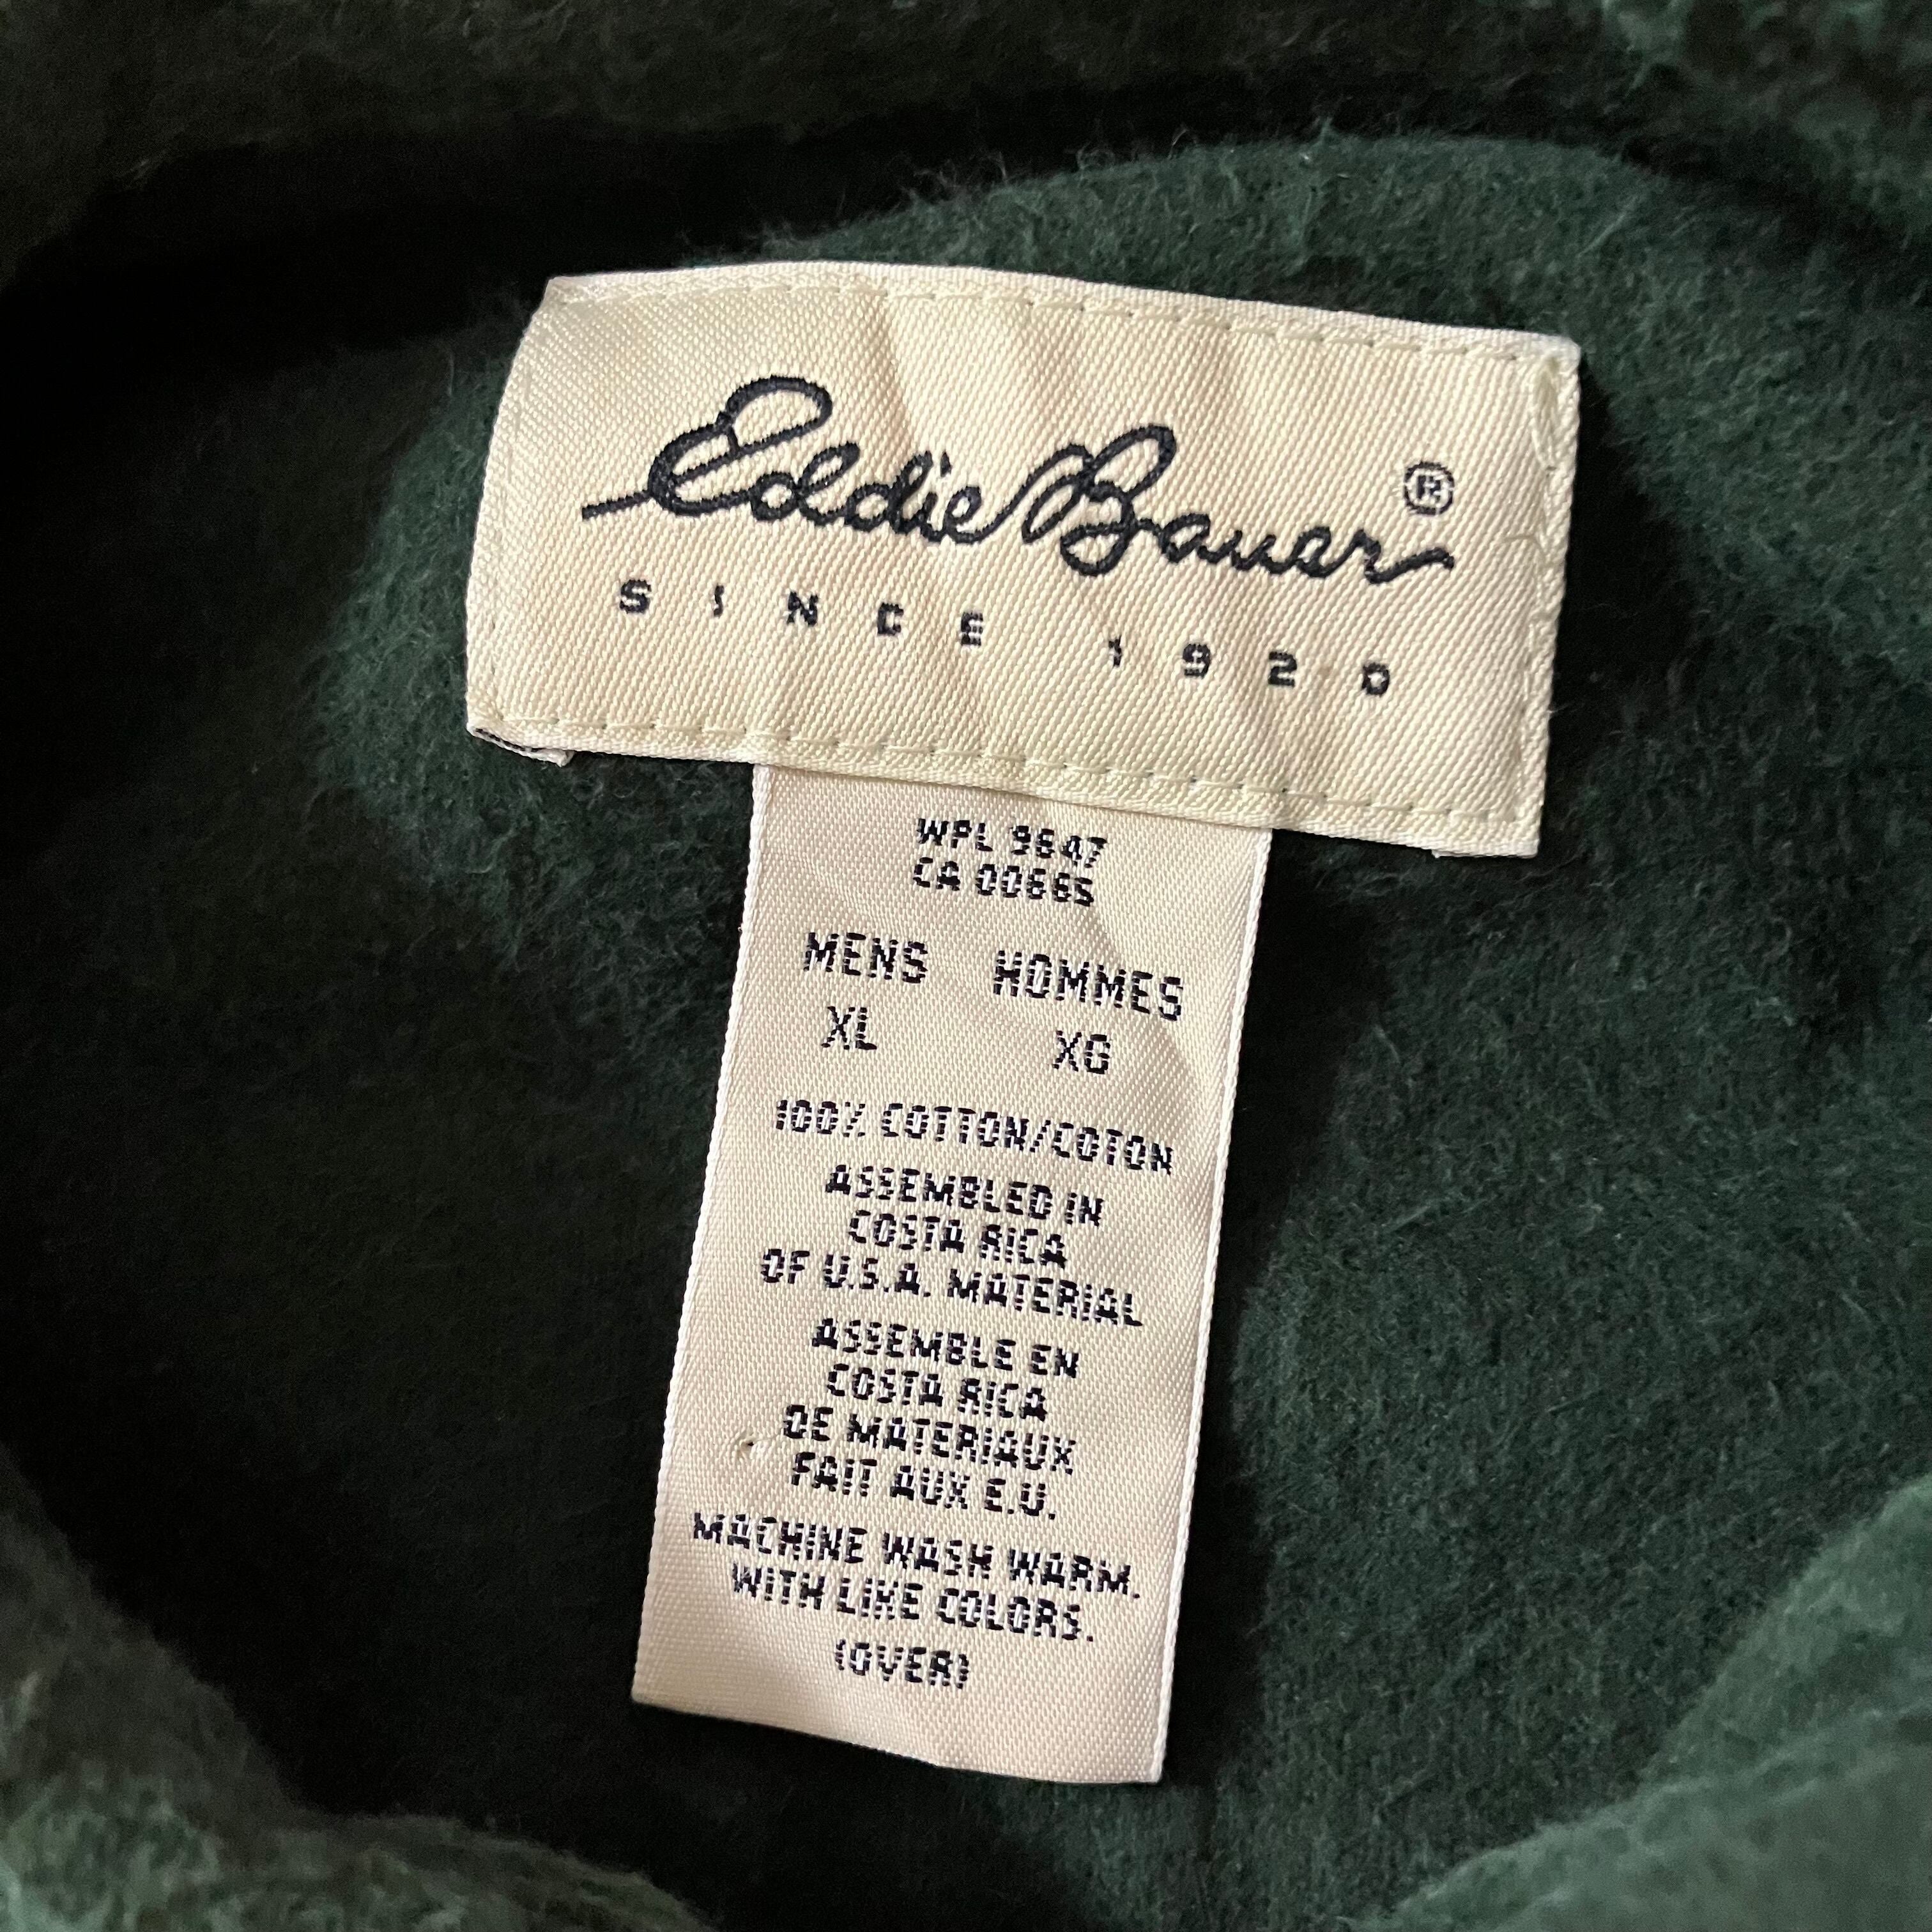 Eddie Bauer ®
SINCE 1920
WPL 9647
CA 00665
MENS HOMMES
XL XG
100% COTTON/COTON
ASSEMBLED IN
COSTA RICA
OF U.S.A. MATERIAL
ASSEMBLE EN
COSTA RICA
DE MATERIAUX
FAIT AUX E.U.
MACHINE WASH WARM.
WITH LIKE COLORS.
(OVER)